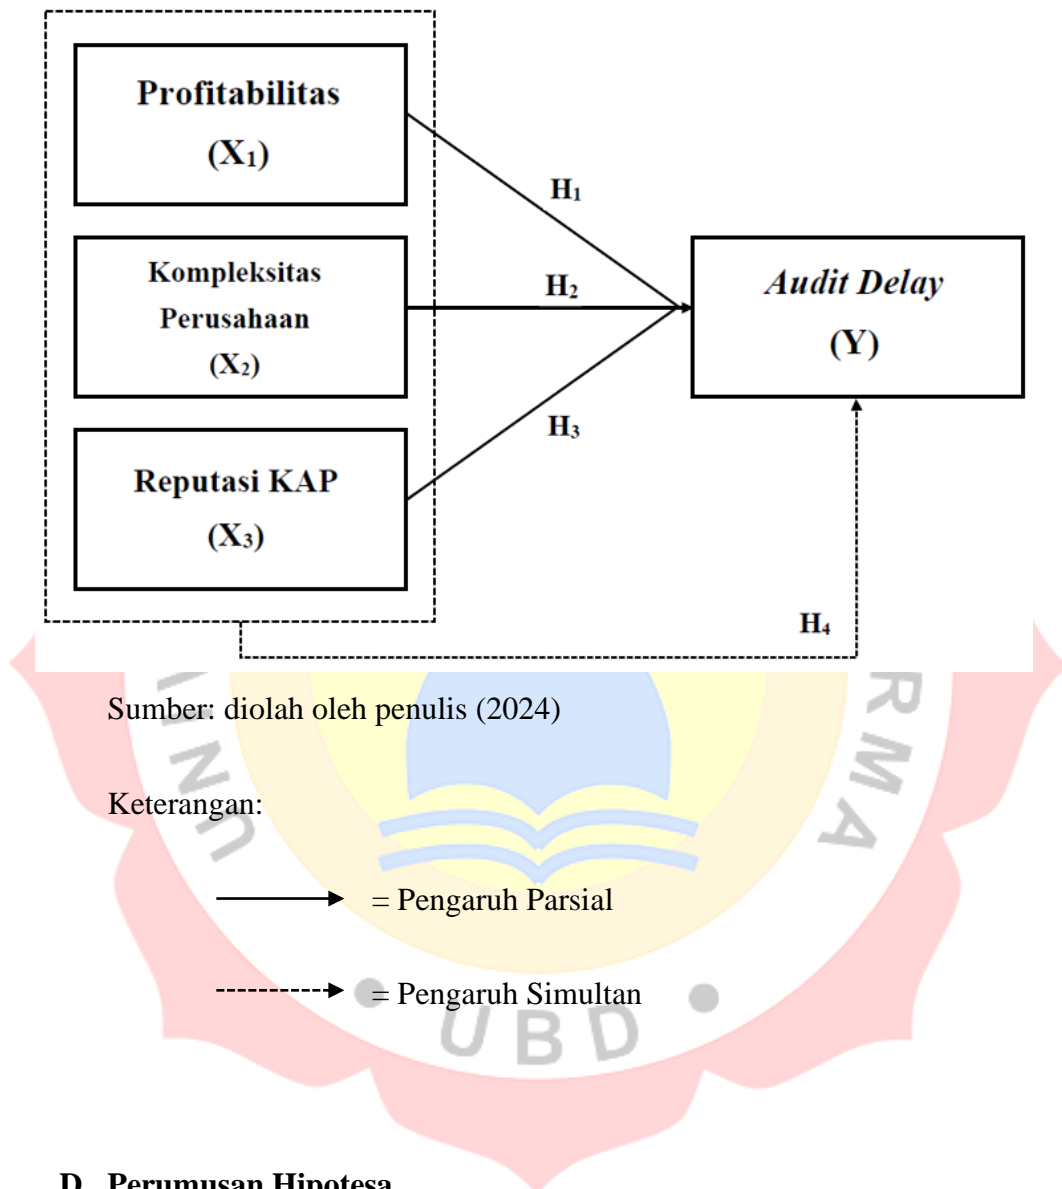 Profitabilitas
(X₁)
H₁
Kompleksitas
Perusahaan
(X₂)
H₂
Audit Delay
(Y)
Reputasi KAP
(X₃)
H₃
H₄
Sumber: diolah oleh penulis (2024)
Keterangan:
= Pengaruh Parsial
= Pengaruh Simultan
UBD
D. Perumusan Hipotesa